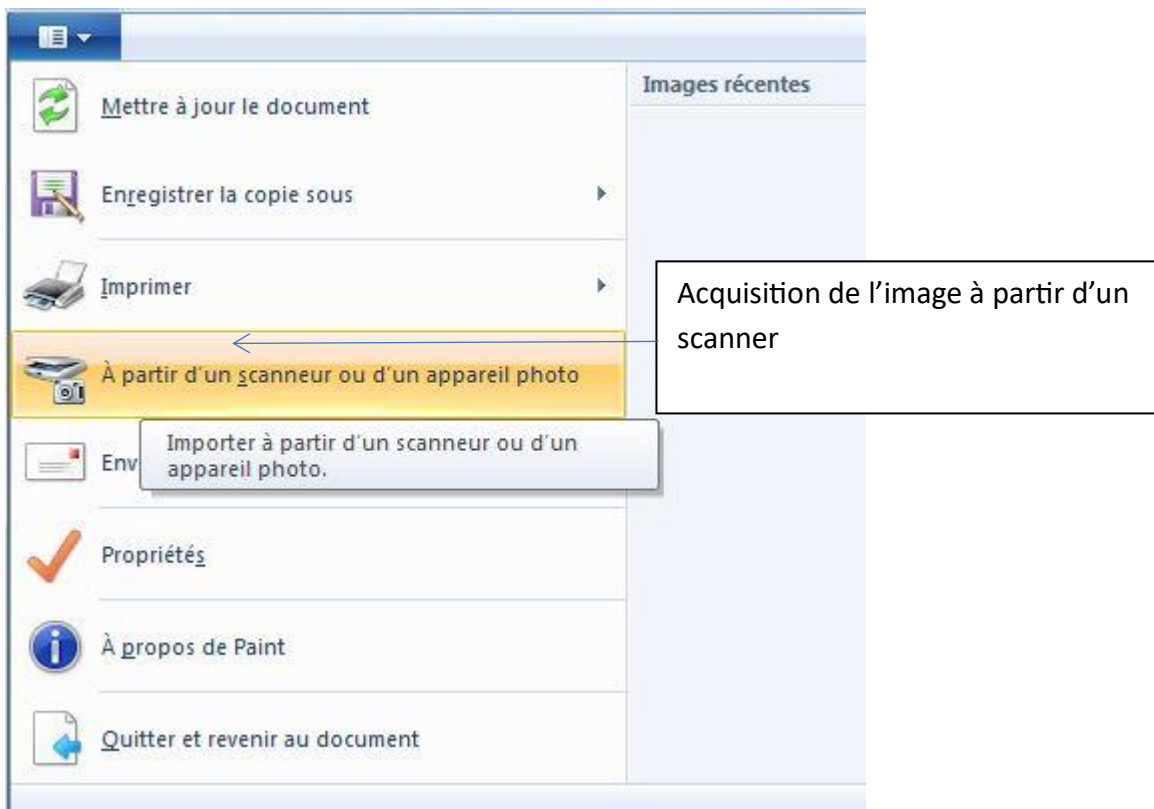 Images récentes
Mettre à jour le document
Enregistrer la copie sous
Imprimer
Acquisition de l’image à partir d’un
scanner
À partir d'un scanneur ou d'un appareil photo
Importer à partir d'un scanneur ou d'un
appareil photo.
Env
Propriétés
À propos de Paint
Quitter et revenir au document